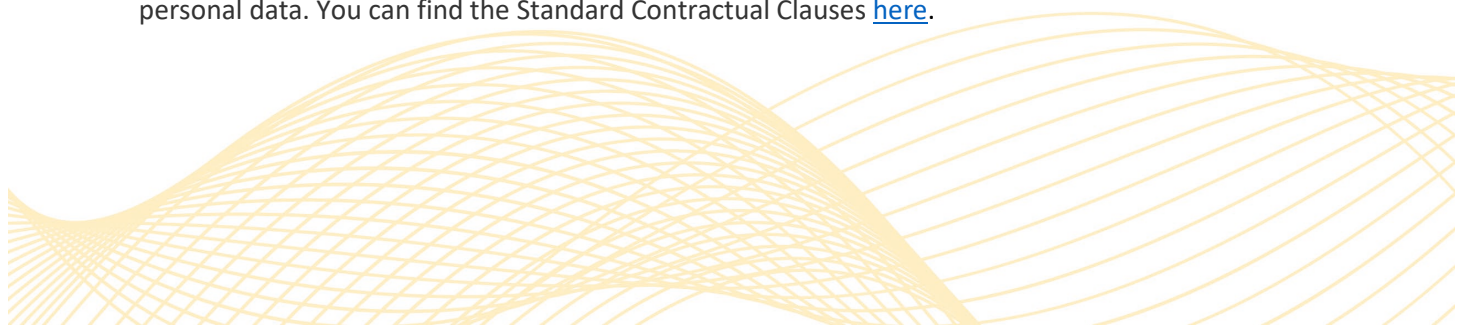 personal data. You can find the Standard Contractual Clauses here.